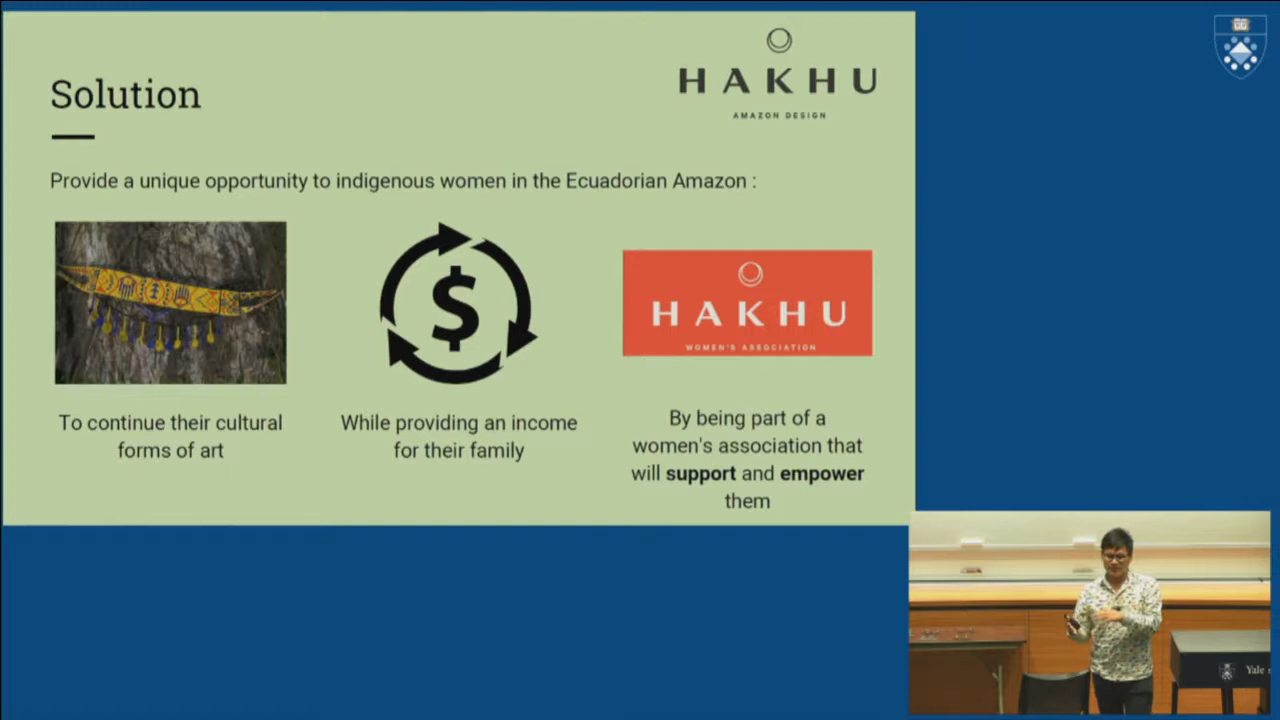 Solution
HAKHU
AMAZON DESIGN
Provide a unique opportunity to indigenous women in the Ecuadorian Amazon :
HAKHU
WOMEN'S ASSOCIATION
To continue their cultural
forms of art
While providing an income
for their family
By being part of a
women's association that
will support and empower
them
Yale